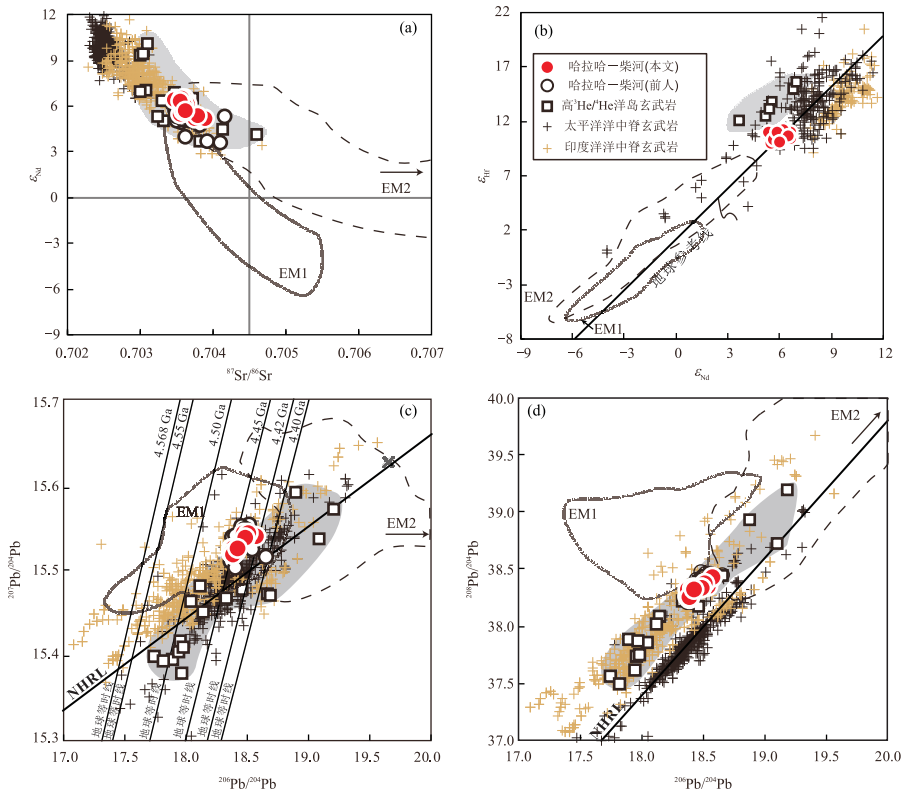 (a)
12
9
6
3
0
−3
−6
−9
εNd
EM2
EM1
0.702
0.703
0.704
0.705
0.706
0.707
⁸⁷Sr/⁸⁶Sr
(b)
22
17
12
7
2
−3
−8
εHf
哈拉哈－柴河(本文)
哈拉哈－柴河(前人)
高³He/⁴He洋岛玄武岩
太平洋洋中脊玄武岩
印度洋洋中脊玄武岩
地球参考线
EM2
EM1
−9
−6
−3
0
3
6
9
12
εNd
(c)
15.7
15.6
15.5
15.4
15.3
²⁰⁷Pb/²⁰⁴Pb
4.568 Ga
4.55 Ga
4.50 Ga
4.45 Ga
4.42 Ga
4.40 Ga
EM1
EM2
NHRL
地球等时线
地球等时线
地球等时线
地球等时线
地球等时线
地球等时线
17.0
17.5
18.0
18.5
19.0
19.5
20.0
²⁰⁶Pb/²⁰⁴Pb
(d)
40.0
39.0
38.0
37.0
²⁰⁸Pb/²⁰⁴Pb
EM2
EM1
NHRL
17.0
17.5
18.0
18.5
19.0
19.5
20.0
²⁰⁶Pb/²⁰⁴Pb